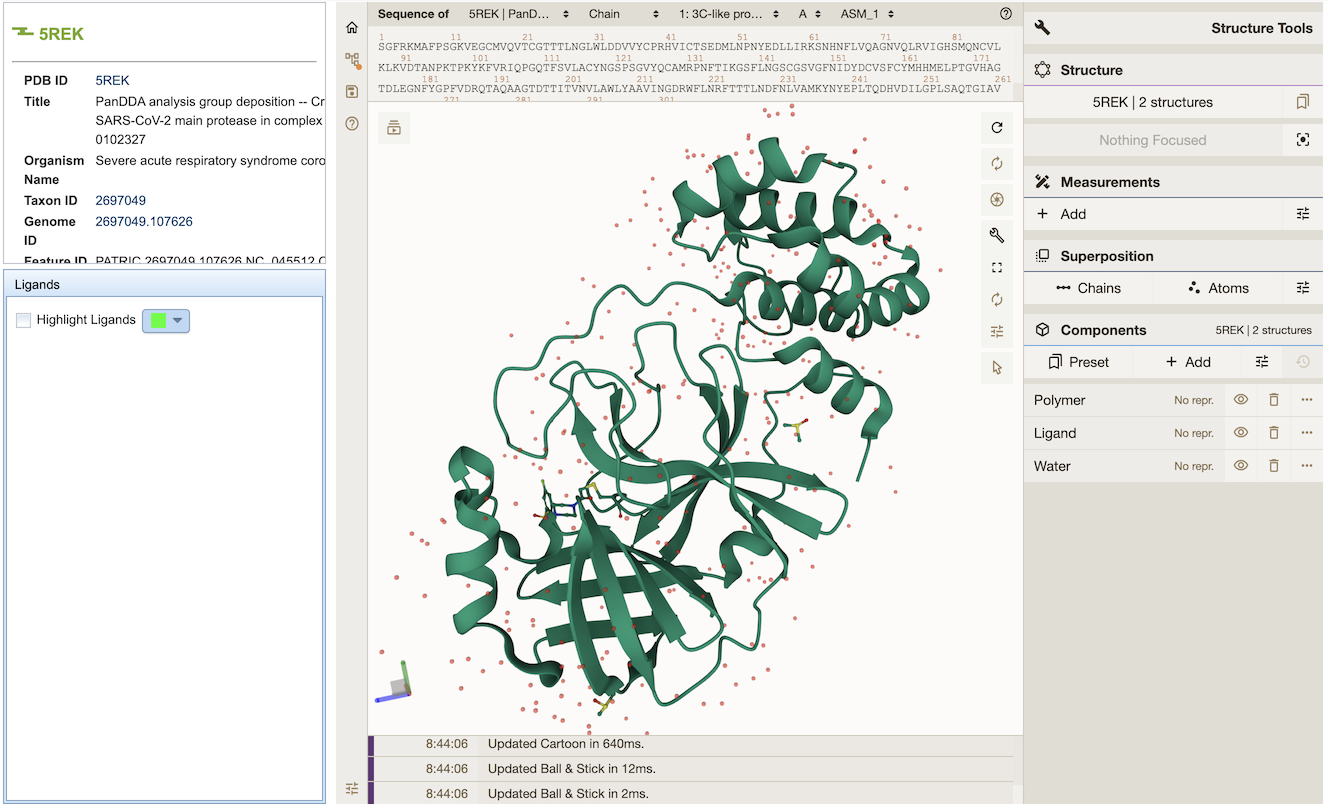 5REK
PDB ID 5REK
Title PanDDA analysis group deposition -- Cr
SARS-CoV-2 main protease in complex
0102327
Organism Name Severe acute respiratory syndrome coro
Taxon ID 2697049
Genome ID 2697049.107626
Feature ID PATRIC.2697049.107626.NC_045512.C
Ligands
Highlight Ligands
Sequence of 5REK | PanD... Chain 1: 3C-like pro... A ASM_1
1 11 21 31 41 51 61 71 81
SGFRKMAFPSGKVEGCMVQVTCGTTTLNGLWLDDVVYCPRHVICTSEDMLNPNYEDLLIRKSNHNFLVQAGNVQLRVIGHSMQNCVL
91 101 111 121 131 141 151 161 171
KLKVDTANPKTPKYKFVRIQPGQTFSVLACYNGSPSGVYQCAMRPNFTIKGSFLNGSCGSVGFNIDYDCVSFCYMHHMELPTGVHAG
181 191 201 211 221 231 241 251 261
TDLEGNFYGPFVDRQTAQAAGTDTTITVNVLAWLYAAVINGDRWFLNRFTTTLNDFNLVAMKYNYEPLTQDHVDILGPLSAQTGIAV
271 281 291 301
8:44:06 Updated Cartoon in 640ms.
8:44:06 Updated Ball & Stick in 12ms.
8:44:06 Updated Ball & Stick in 2ms.
Structure Tools
Structure
5REK | 2 structures
Nothing Focused
Measurements
+ Add
Superposition
Chains Atoms
Components 5REK | 2 structures
Preset + Add
Polymer No repr.
Ligand No repr.
Water No repr.